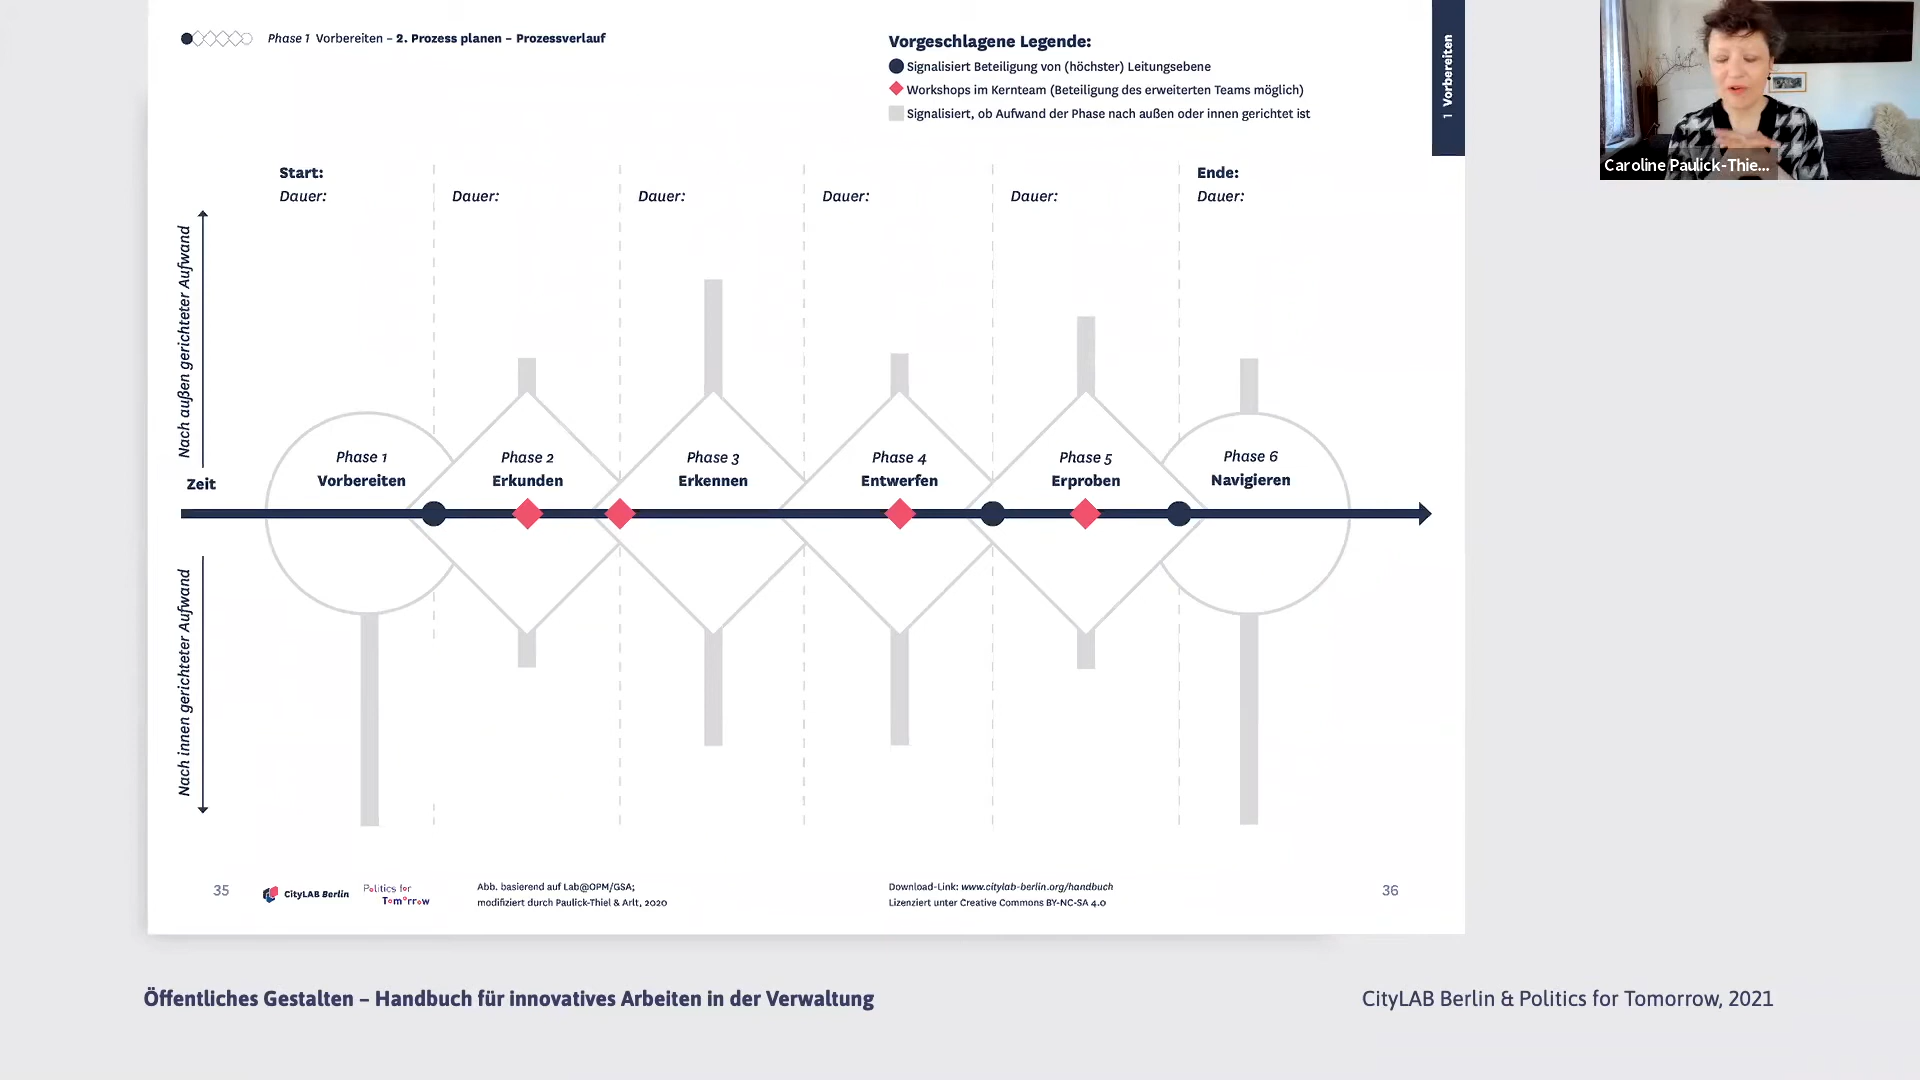 Phase 1 Vorbereiten – 2. Prozess planen – Prozessverlauf
Vorgeschlagene Legende:
Signalisiert Beteiligung von (höchster) Leitungsebene
Workshops im Kernteam (Beteiligung des erweiterten Teams möglich)
Signalisiert, ob Aufwand der Phase nach außen oder innen gerichtet ist
1 Vorbereiten
Caroline Paulick-Thie...
Start:
Dauer:
Dauer:
Dauer:
Dauer:
Dauer:
Ende:
Dauer:
Nach außen gerichteter Aufwand
Zeit
Nach innen gerichteter Aufwand
Phase 1
Vorbereiten
Phase 2
Erkunden
Phase 3
Erkennen
Phase 4
Entwerfen
Phase 5
Erproben
Phase 6
Navigieren
35
CityLAB Berlin
Politics for
Tomorrow
Abb. basierend auf Lab@OPM/GSA;
modifiziert durch Paulick-Thiel & Arlt, 2020
Download-Link: www.citylab-berlin.org/handbuch
Lizenziert unter Creative Commons BY-NC-SA 4.0
36
Öffentliches Gestalten – Handbuch für innovatives Arbeiten in der Verwaltung
CityLAB Berlin & Politics for Tomorrow, 2021